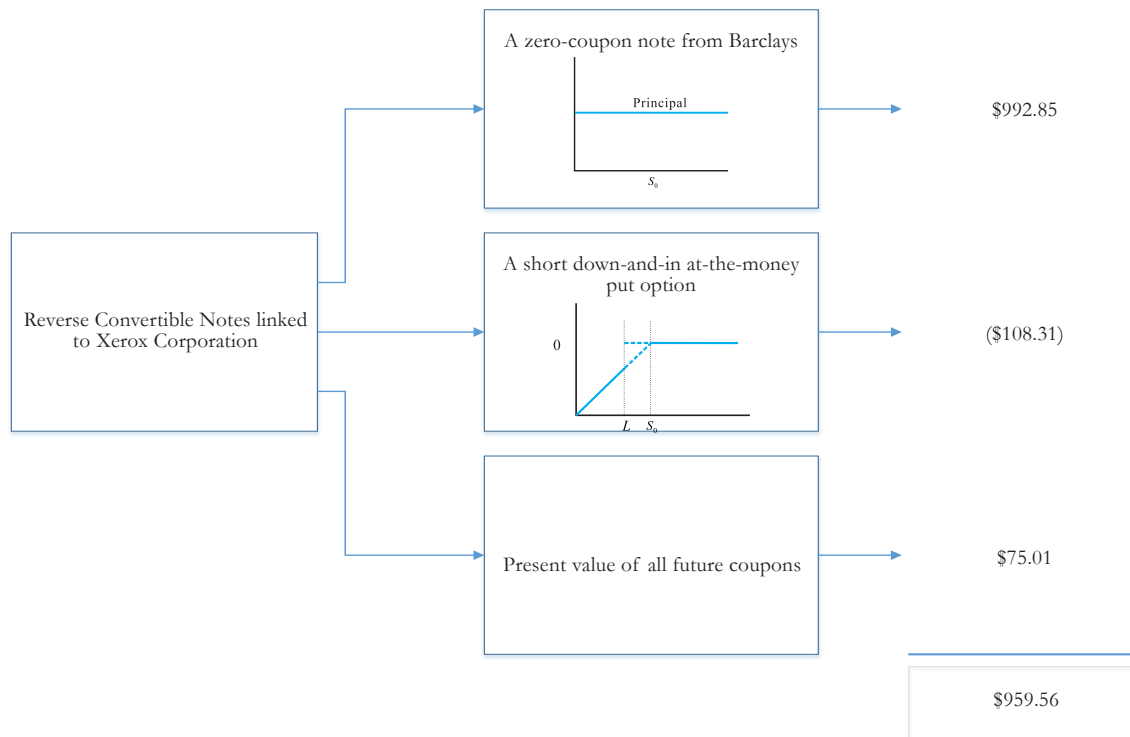 A zero-coupon note from Barclays
Principal
S₀
$992.85
Reverse Convertible Notes linked
to Xerox Corporation
A short down-and-in at-the-money
put option
0
L S₀
($108.31)
Present value of all future coupons
$75.01
$959.56